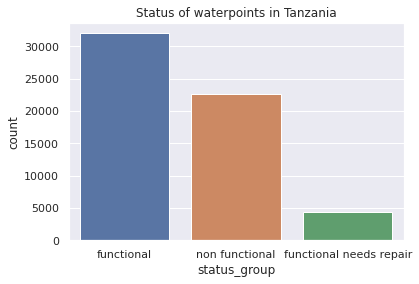 Status of waterpoints in Tanzania
30000
25000
20000
15000
10000
5000
0
count
functional
non functional
functional needs repair
status_group